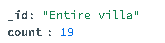 _id: "Entire villa"
count : 19